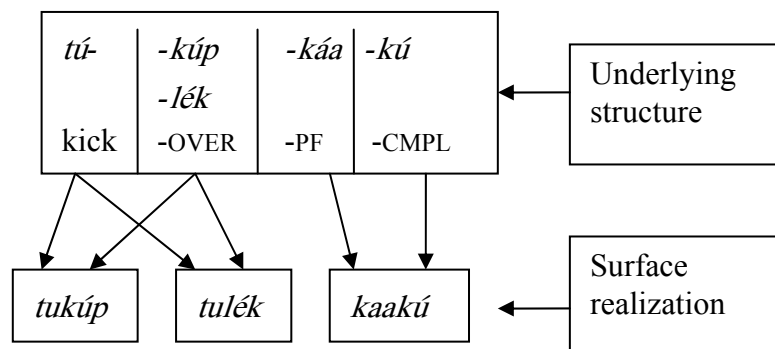 tú- -kúp -káa -kú
-lék
kick -OVER -PF -CMPL
Underlying
structure
tukúp tulék kaakú
Surface
realization